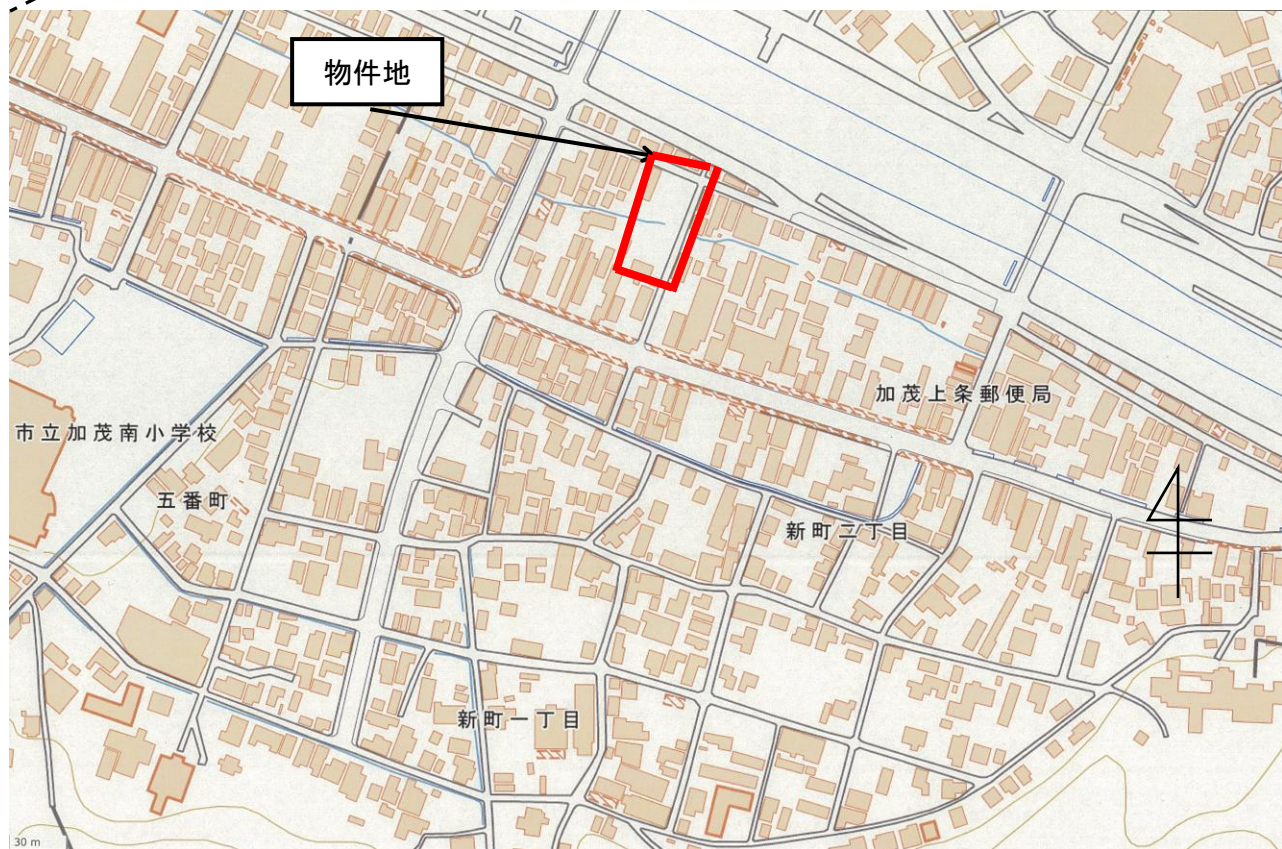 物件地
加茂上条郵便局
市立加茂南小学校
五番町
新町二丁目
新町一丁目
30 m